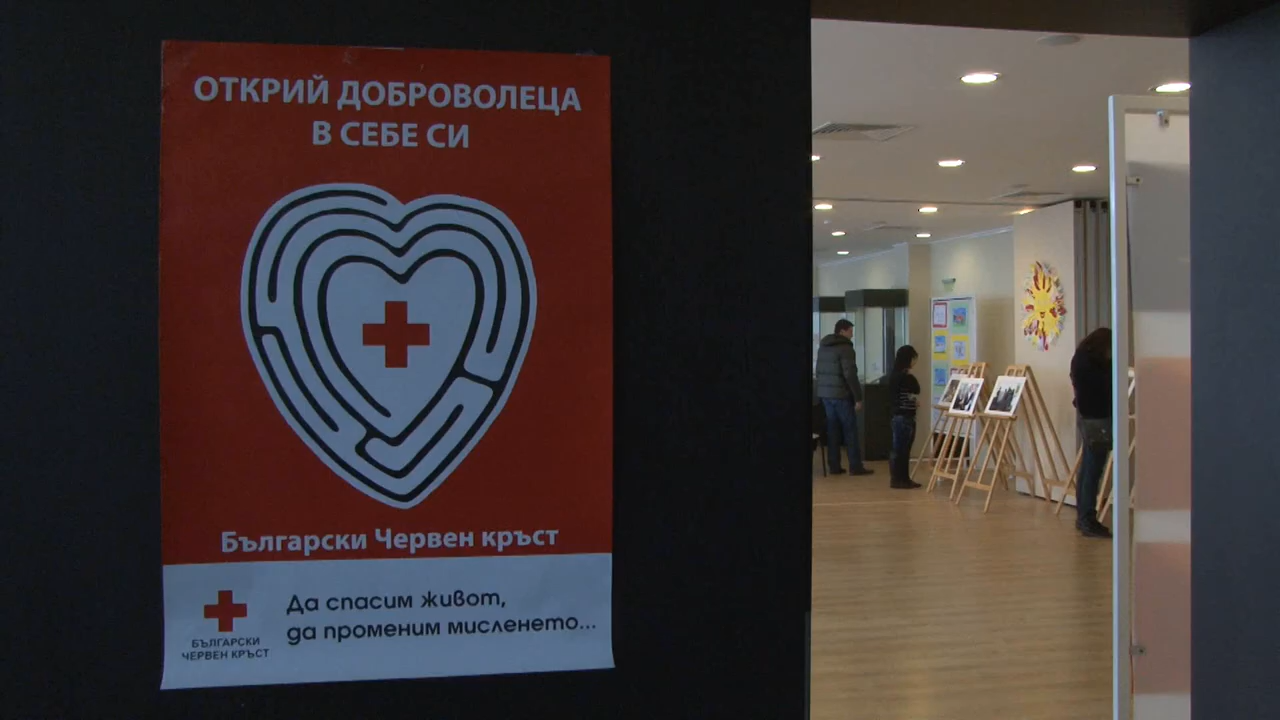 ОТКРИЙ ДОБРОВОЛЕЦА
В СЕБЕ СИ
Български Червен кръст
Да спасим живот,
да променим мисленето...
БЪЛГАРСКИ
ЧЕРВЕН КРЪСТ